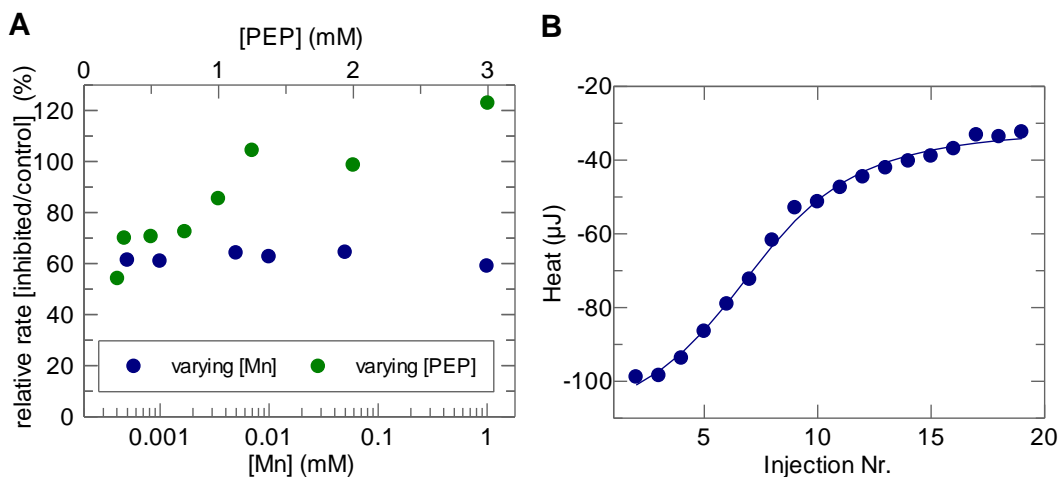 A
[PEP] (mM)
0 1 2 3
relative rate [inhibited/control] (%)
120
100
80
60
40
20
0
varying [Mn] varying [PEP]
0.001 0.01 0.1 1
[Mn] (mM)
B
-20
-40
-60
-80
-100
Heat (µJ)
5 10 15 20
Injection Nr.